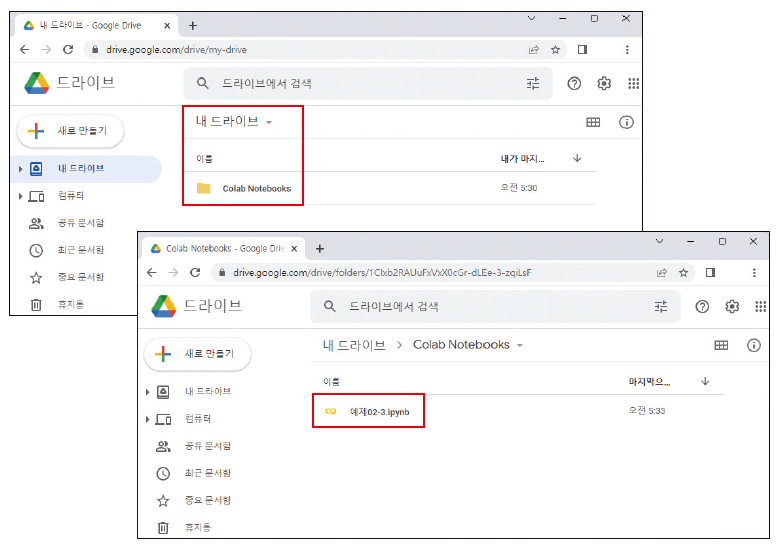 내 드라이브 - Google Drive
drive.google.com/drive/my-drive
드라이브
드라이브에서 검색
새로 만들기
내 드라이브
컴퓨터
공유 문서함
최근 문서함
중요 문서함
휴지통
내 드라이브
이름
내가 마지...
Colab Notebooks
오전 5:30
Colab Notebooks - Google Driv
drive.google.com/drive/folders/1CIxb2RAUuFxVxX0cGr-dLEe-3-zqiLsF
드라이브
드라이브에서 검색
새로 만들기
내 드라이브
컴퓨터
공유 문서함
최근 문서함
중요 문서함
휴지통
내 드라이브 > Colab Notebooks
이름
마지막으...
예제02-3.ipynb
오전 5:33